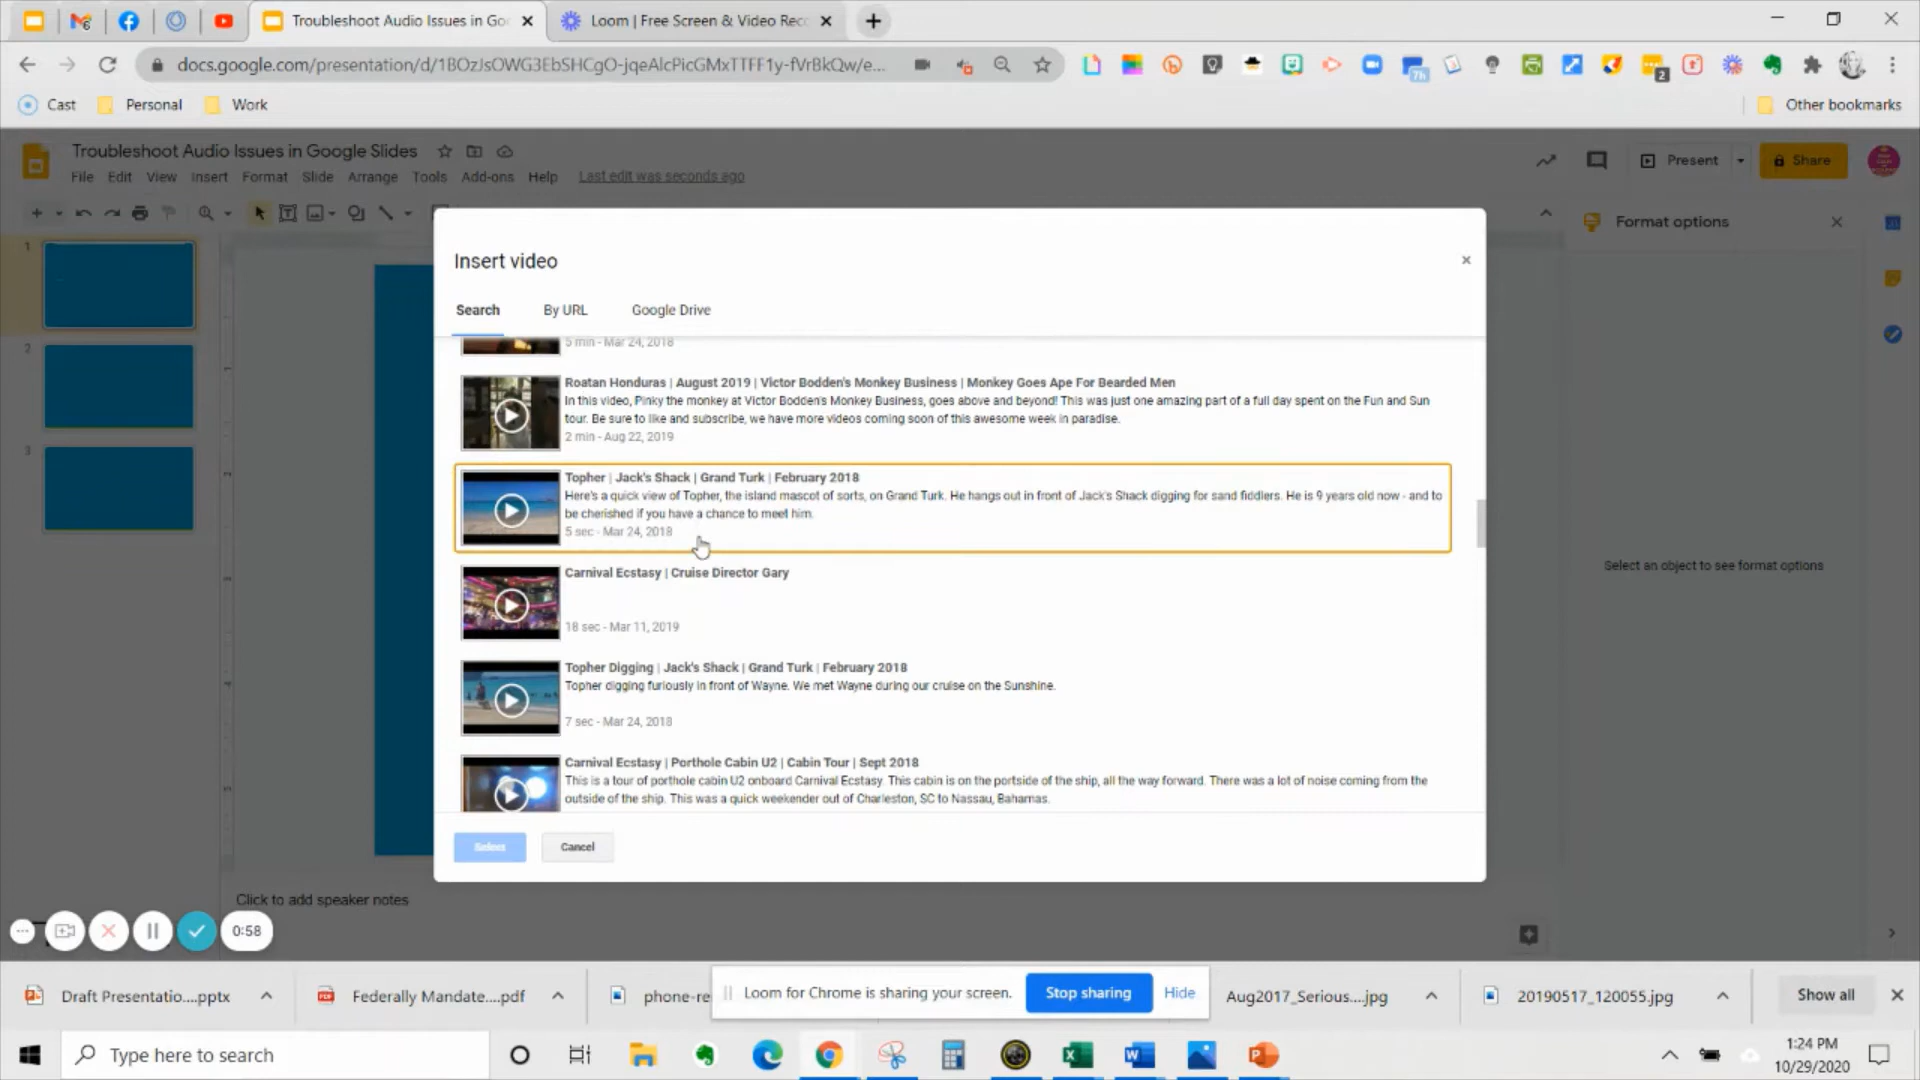 Troubleshoot Audio Issues in Go
Loom | Free Screen & Video Rec
docs.google.com/presentation/d/1BOzJsOWG3EbSHCgO-jqeAlcPicGMxTTFF1y-fVrBkQw/e...
7h
2
Cast
Personal
Work
Other bookmarks
Troubleshoot Audio Issues in Google Slides
File Edit View Insert Format Slide Arrange Tools Add-ons Help Last edit was seconds ago
Present
Share
Format options
Insert video
Search By URL Google Drive
5 min - Mar 24, 2018
Roatan Honduras | August 2019 | Victor Bodden's Monkey Business | Monkey Goes Ape For Bearded Men
In this video, Pinky the monkey at Victor Bodden's Monkey Business, goes above and beyond! This was just one amazing part of a full day spent on the Fun and Sun
tour. Be sure to like and subscribe, we have more videos coming soon of this awesome week in paradise.
2 min - Aug 22, 2019
Topher | Jack's Shack | Grand Turk | February 2018
Here's a quick view of Topher, the island mascot of sorts, on Grand Turk. He hangs out in front of Jack's Shack digging for sand fiddlers. He is 9 years old now - and to
be cherished if you have a chance to meet him.
5 sec - Mar 24, 2018
Carnival Ecstasy | Cruise Director Gary
18 sec - Mar 11, 2019
Topher Digging | Jack's Shack | Grand Turk | February 2018
Topher digging furiously in front of Wayne. We met Wayne during our cruise on the Sunshine.
7 sec - Mar 24, 2018
Carnival Ecstasy | Porthole Cabin U2 | Cabin Tour | Sept 2018
This is a tour of porthole cabin U2 onboard Carnival Ecstasy. This cabin is on the portside of the ship, all the way forward. There was a lot of noise coming from the
outside of the ship. This was a quick weekender out of Charleston, SC to Nassau, Bahamas.
Select
Cancel
1
2
3
Select an object to see format options
Click to add speaker notes
0:58
Draft Presentatio....pptx
Federally Mandate....pdf
phone-re
Loom for Chrome is sharing your screen.
Stop sharing
Hide
Aug2017_Serious....jpg
20190517_120055.jpg
Show all
Type here to search
1:24 PM
10/29/2020